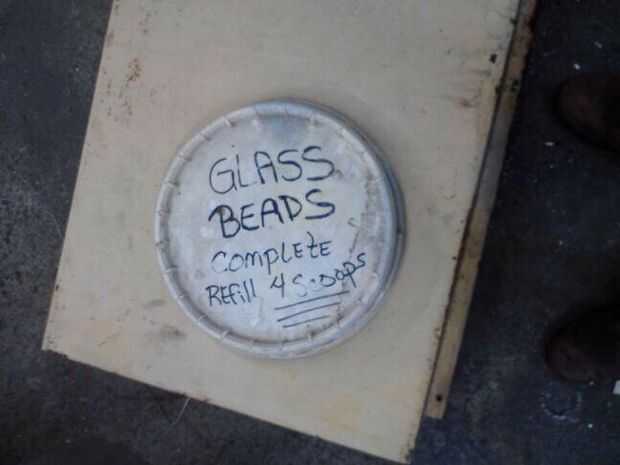 GLASS
BEADS
COMPLEtE
REfill 4 Scoops